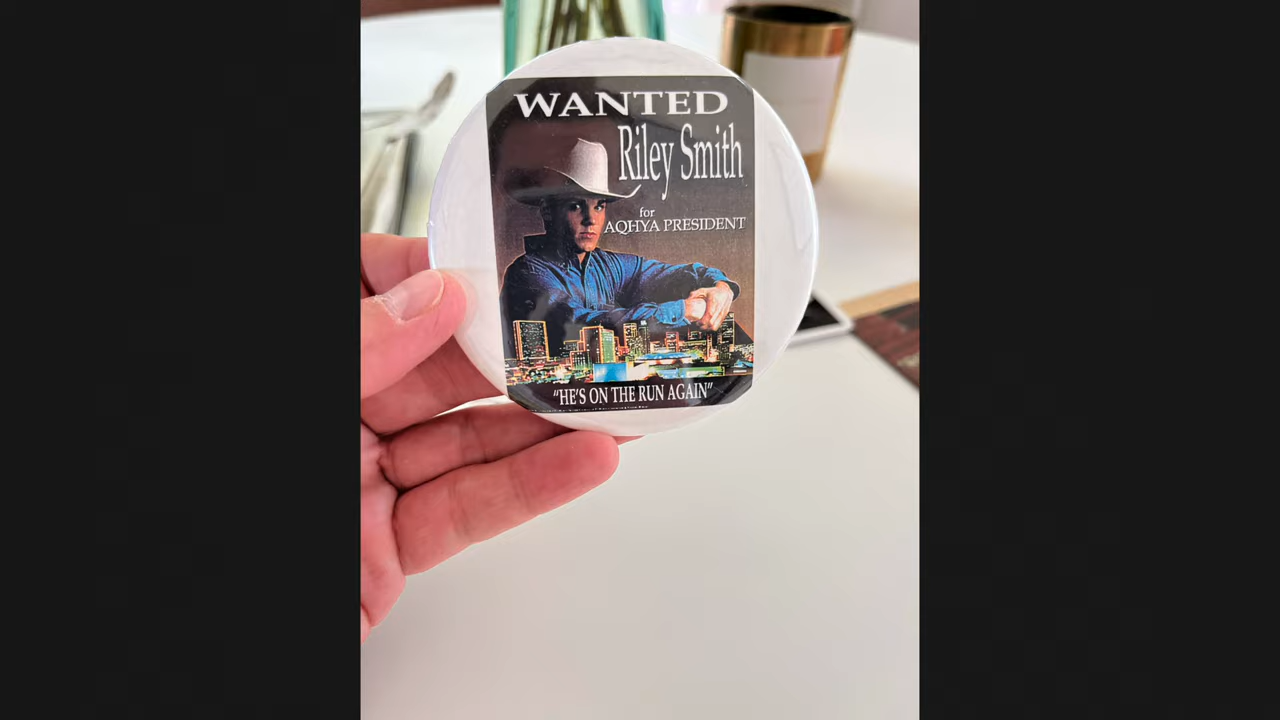 WANTED
Riley Smith
for
AQHYA PRESIDENT
"HE'S ON THE RUN AGAIN"